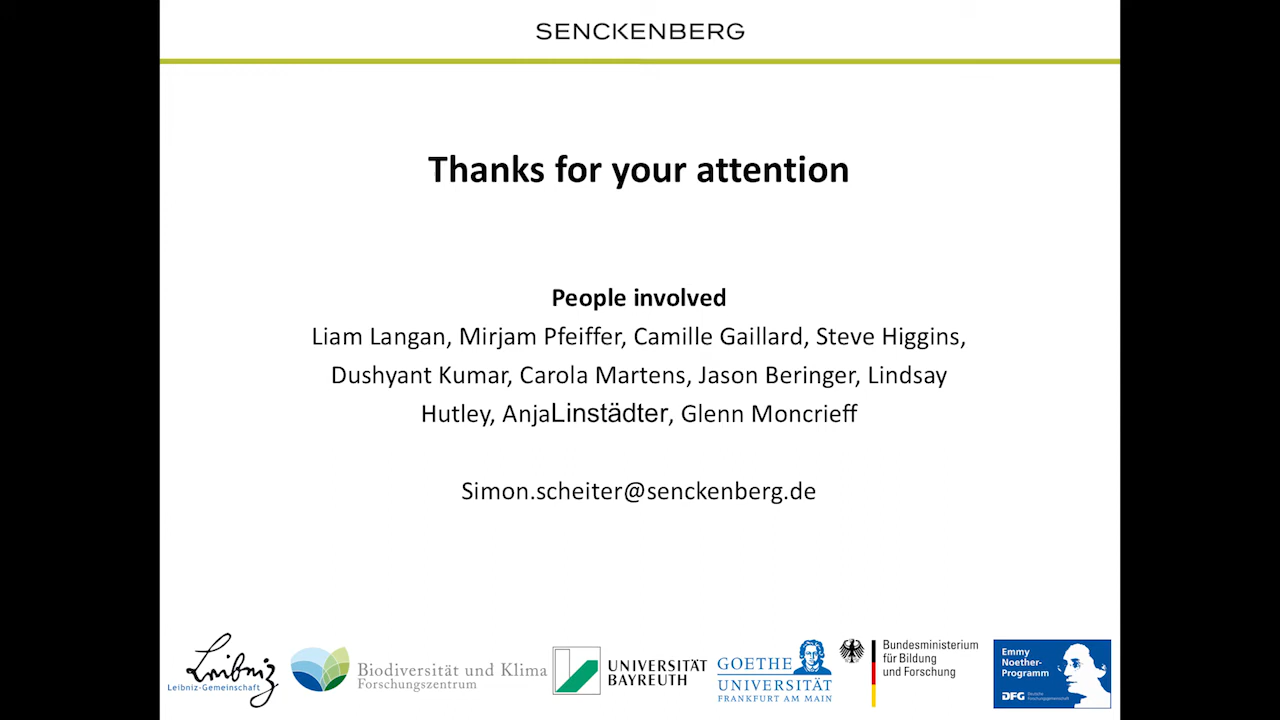 SENCKENBERG
Thanks for your attention
People involved
Liam Langan, Mirjam Pfeiffer, Camille Gaillard, Steve Higgins,
Dushyant Kumar, Carola Martens, Jason Beringer, Lindsay
Hutley, AnjaLinstädter, Glenn Moncrieff
Simon.scheiter@senckenberg.de
Leibniz
Leibniz-Gemeinschaft
Biodiversität und Klima
Forschungszentrum
UNIVERSITÄT
BAYREUTH
GOETHE
UNIVERSITÄT
FRANKFURT AM MAIN
Bundesministerium
für Bildung
und Forschung
Emmy
Noether-
Programm
DFG Deutsche
Forschungsgemeinschaft